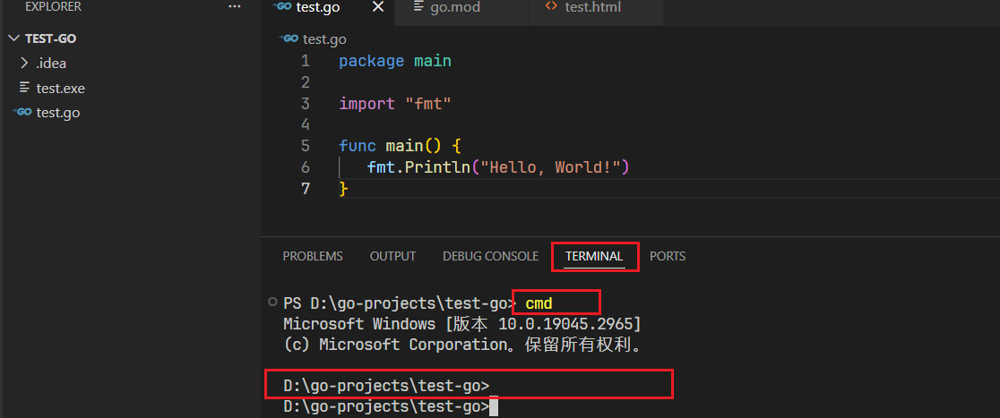 EXPLORER ...
test.go
go.mod
test.html
TEST-GO
.idea
test.exe
test.go
test.go
1 package main
2
3 import "fmt"
4
5 func main() {
6 fmt.Println("Hello, World!")
7 }
PROBLEMS OUTPUT DEBUG CONSOLE TERMINAL PORTS
PS D:\go-projects\test-go> cmd
Microsoft Windows [版本 10.0.19045.2965]
(c) Microsoft Corporation。保留所有权利。
D:\go-projects\test-go>
D:\go-projects\test-go>